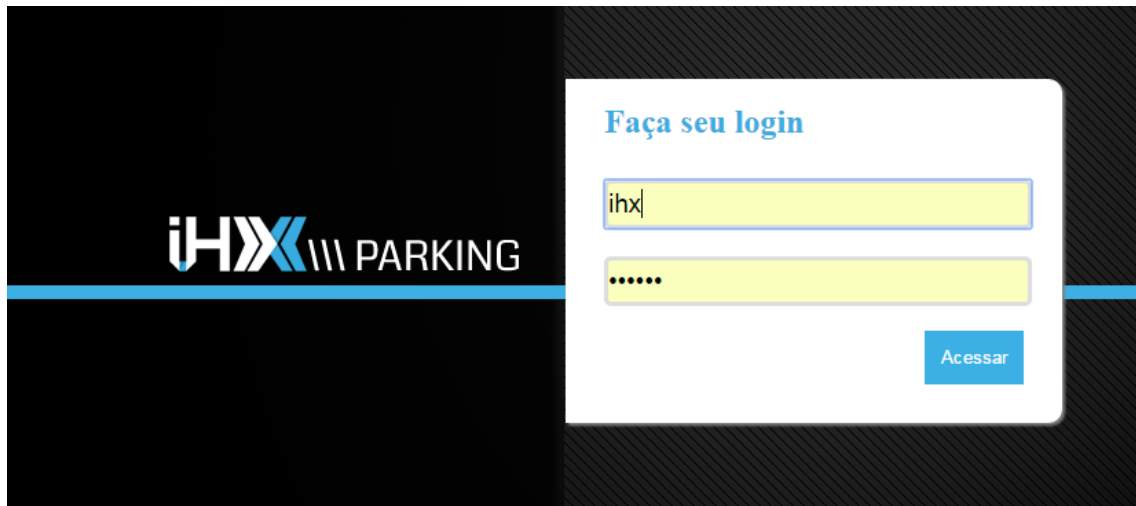 iHX \\\ PARKING
Faça seu login
ihx
••••••
Acessar